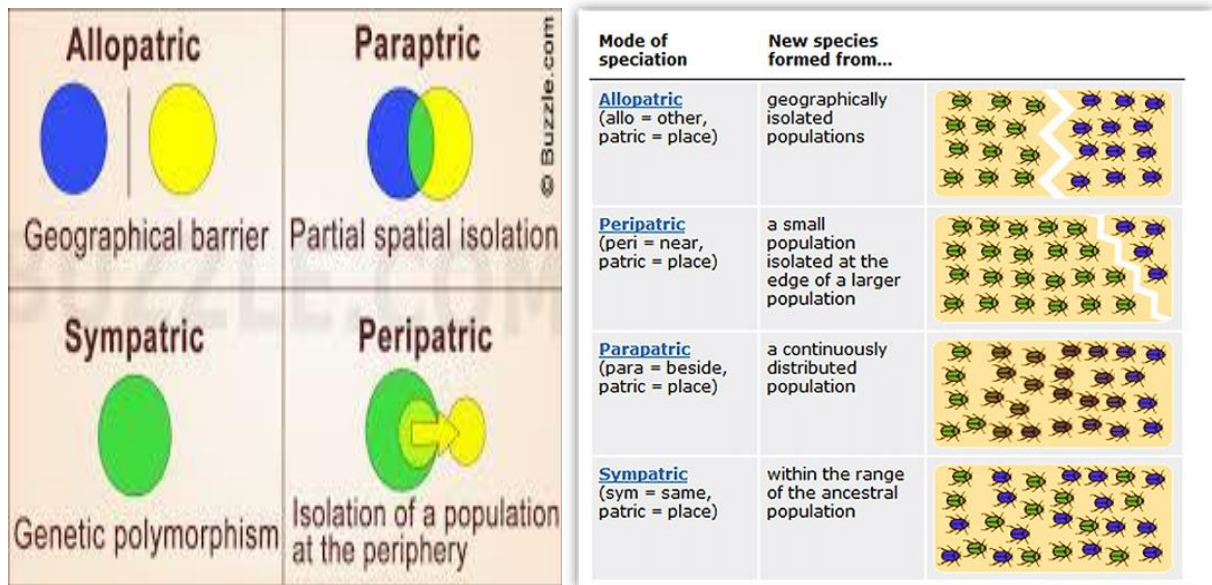 Allopatric
Geographical barrier
Paraptric
Partial spatial isolation
© Buzzle.com
Sympatric
Genetic polymorphism
Peripatric
Isolation of a population
at the periphery
BUZZLE.COM
Mode of
speciation
New species
formed from...
Allopatric
(allo = other,
patric = place)
geographically
isolated
populations
Peripatric
(peri = near,
patric = place)
a small
population
isolated at the
edge of a larger
population
Parapatric
(para = beside,
patric = place)
a continuously
distributed
population
Sympatric
(sym = same,
patric = place)
within the range
of the ancestral
population